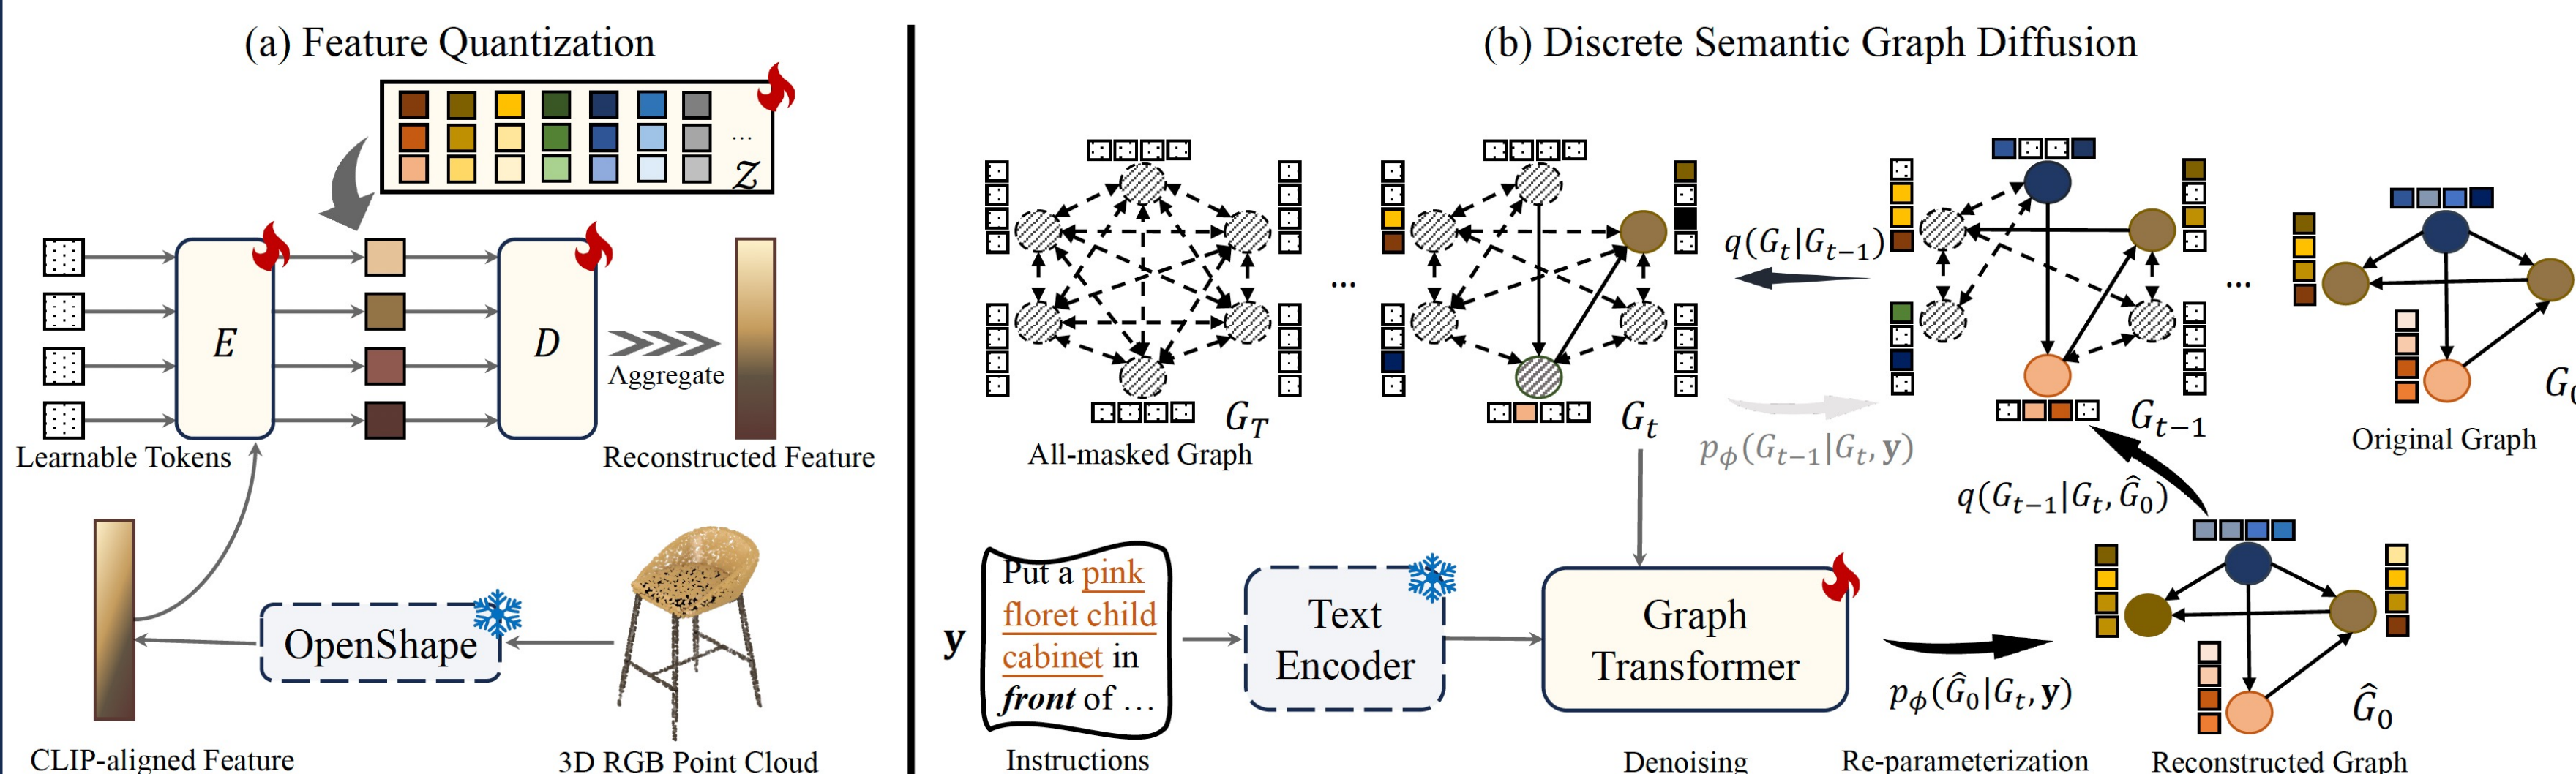 (a) Feature Quantization
...
𝒵
E
D
Aggregate
Learnable Tokens
Reconstructed Feature
OpenShape
CLIP-aligned Feature
3D RGB Point Cloud
(b) Discrete Semantic Graph Diffusion
G_T
All-masked Graph
...
G_t
q(G_t|G_{t-1})
p_ϕ(G_{t-1}|G_t, y)
G_{t-1}
...
G_0
Original Graph
q(G_{t-1}|G_t, Ĝ_0)
y
Put a pink
floret child
cabinet in
front of …
Instructions
Text
Encoder
Graph
Transformer
Denoising
p_ϕ(Ĝ_0|G_t, y)
Re-parameterization
Ĝ_0
Reconstructed Graph